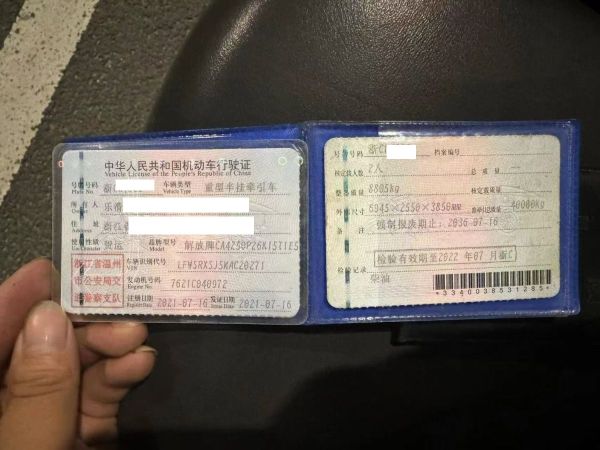 中华人民共和国机动车行驶证
Vehicle License of the People's Republic of China
号牌号码 浙 车辆类型 重型半挂牵引车
Plate No. Vehicle Type
所有人 乐清
Owner
住址 浙江省
Address
使用性质 货运 品牌型号 解放牌CA4250P26K15T1E5
Use Character Model
浙江省温州 车辆识别代号
VIN
市公安局交 发动机号码 76210840972
Engine No.
通警察支队 注册日期 2021-07-16 发证日期 2021-07-16
Register Date Issue Date
号牌号码 浙C 档案编号
核定载人数 2人 总质量 --
整备质量 8805kg 核定载质量 --
外廓尺寸 6945×2550×3850mm 准牵引总质量 40000kg
备注 强制报废期止:2036-07-16
检验有效期至2022年07月浙C
检验记录
柴油
*3340038531285*